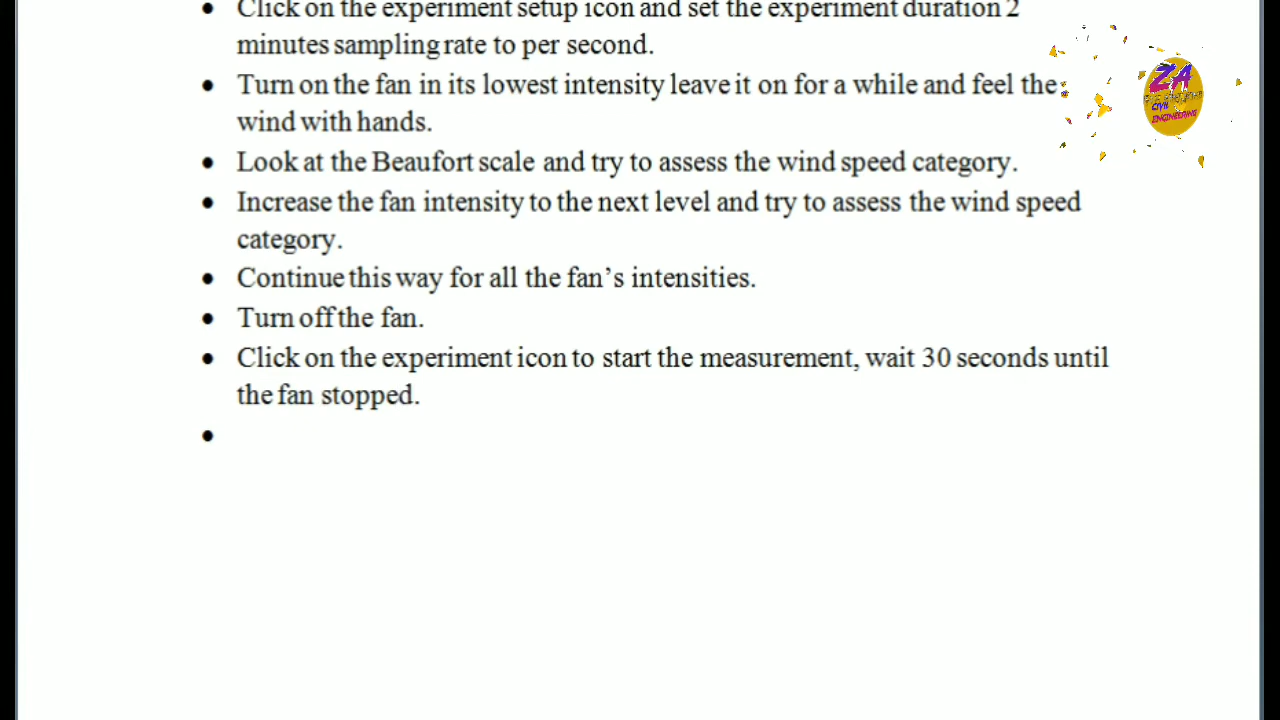 • Click on the experiment setup icon and set the experiment duration 2
minutes sampling rate to per second.
• Turn on the fan in its lowest intensity leave it on for a while and feel the
wind with hands.
• Look at the Beaufort scale and try to assess the wind speed category.
• Increase the fan intensity to the next level and try to assess the wind speed
category.
• Continue this way for all the fan’s intensities.
• Turn off the fan.
• Click on the experiment icon to start the measurement, wait 30 seconds until
the fan stopped.
•
ZA
CIVIL
ENGINEERING